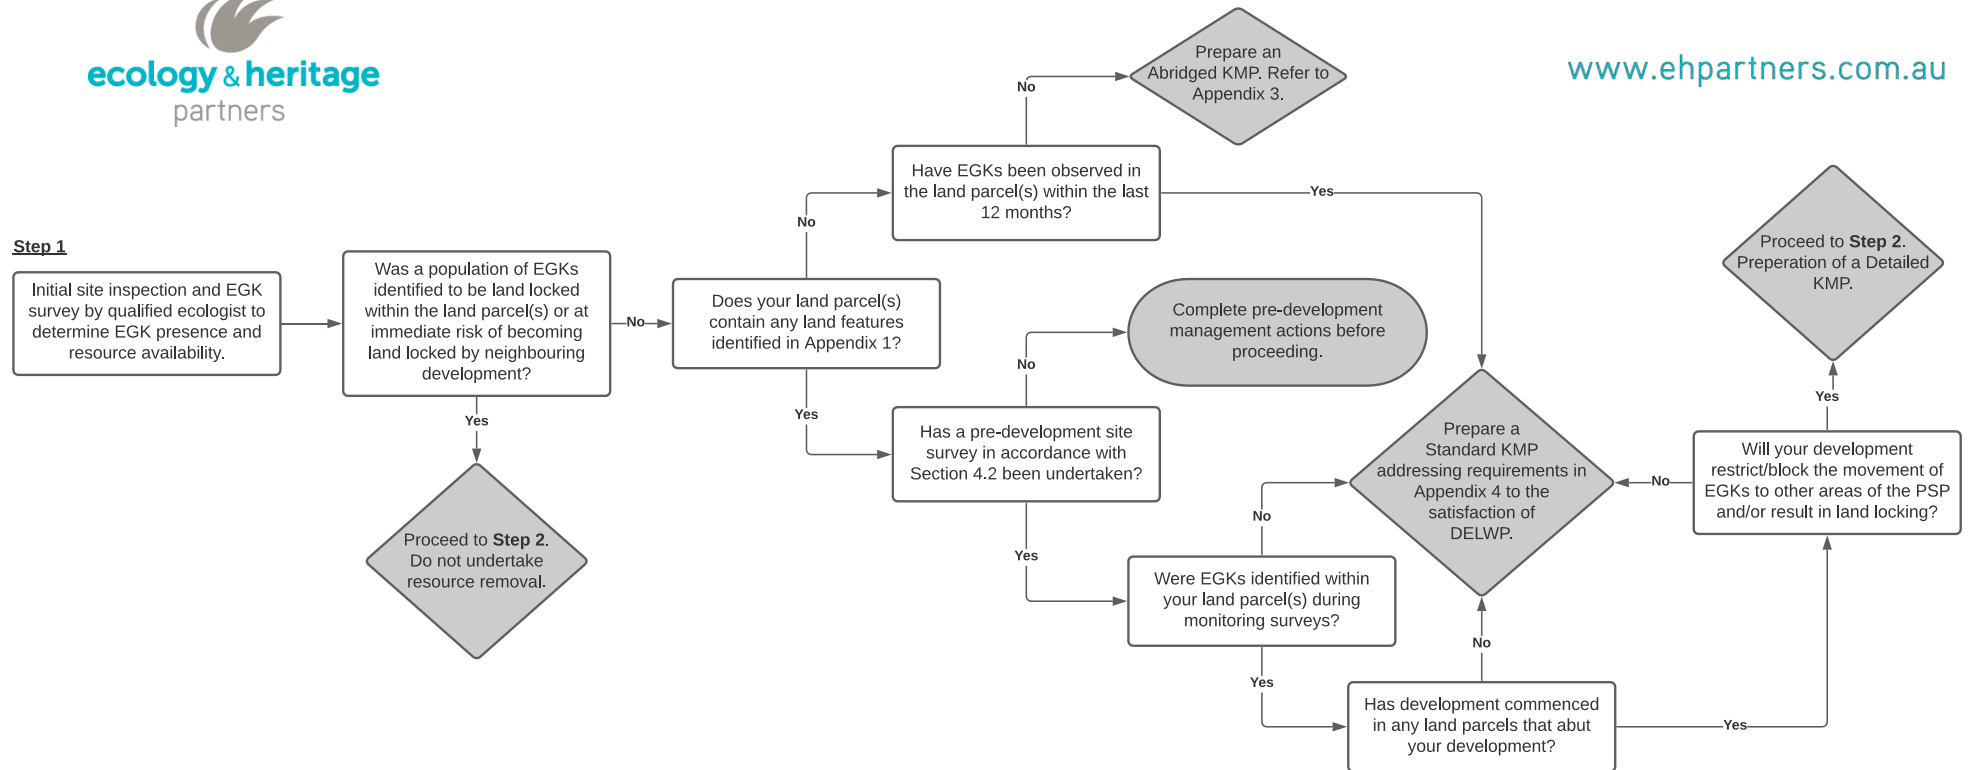 ecology & heritage
partners
www.ehpartners.com.au
Step 1
Initial site inspection and EGK
survey by qualified ecologist to
determine EGK presence and
resource availability.
Was a population of EGKs
identified to be land locked
within the land parcel(s) or at
immediate risk of becoming
land locked by neighbouring
development?
Yes
Proceed to Step 2.
Do not undertake
resource removal.
No
Does your land parcel(s)
contain any land features
identified in Appendix 1?
No
Have EGKs been observed in
the land parcel(s) within the last
12 months?
No
Prepare an
Abridged KMP. Refer to
Appendix 3.
Yes
Yes
Has a pre-development site
survey in accordance with
Section 4.2 been undertaken?
No
Complete pre-development
management actions before
proceeding.
Yes
Were EGKs identified within
your land parcel(s) during
monitoring surveys?
No
Prepare a
Standard KMP
addressing requirements in
Appendix 4 to the
satisfaction of
DELWP.
Yes
Has development commenced
in any land parcels that abut
your development?
No
Yes
Will your development
restrict/block the movement of
EGKs to other areas of the PSP
and/or result in land locking?
No
Yes
Proceed to Step 2.
Preperation of a Detailed
KMP.